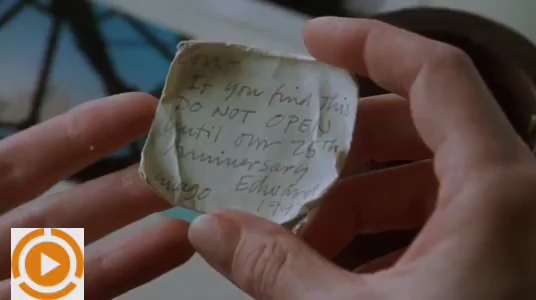 If you find This
DO NOT OPEN
until our 25th
Anniversary
Edward